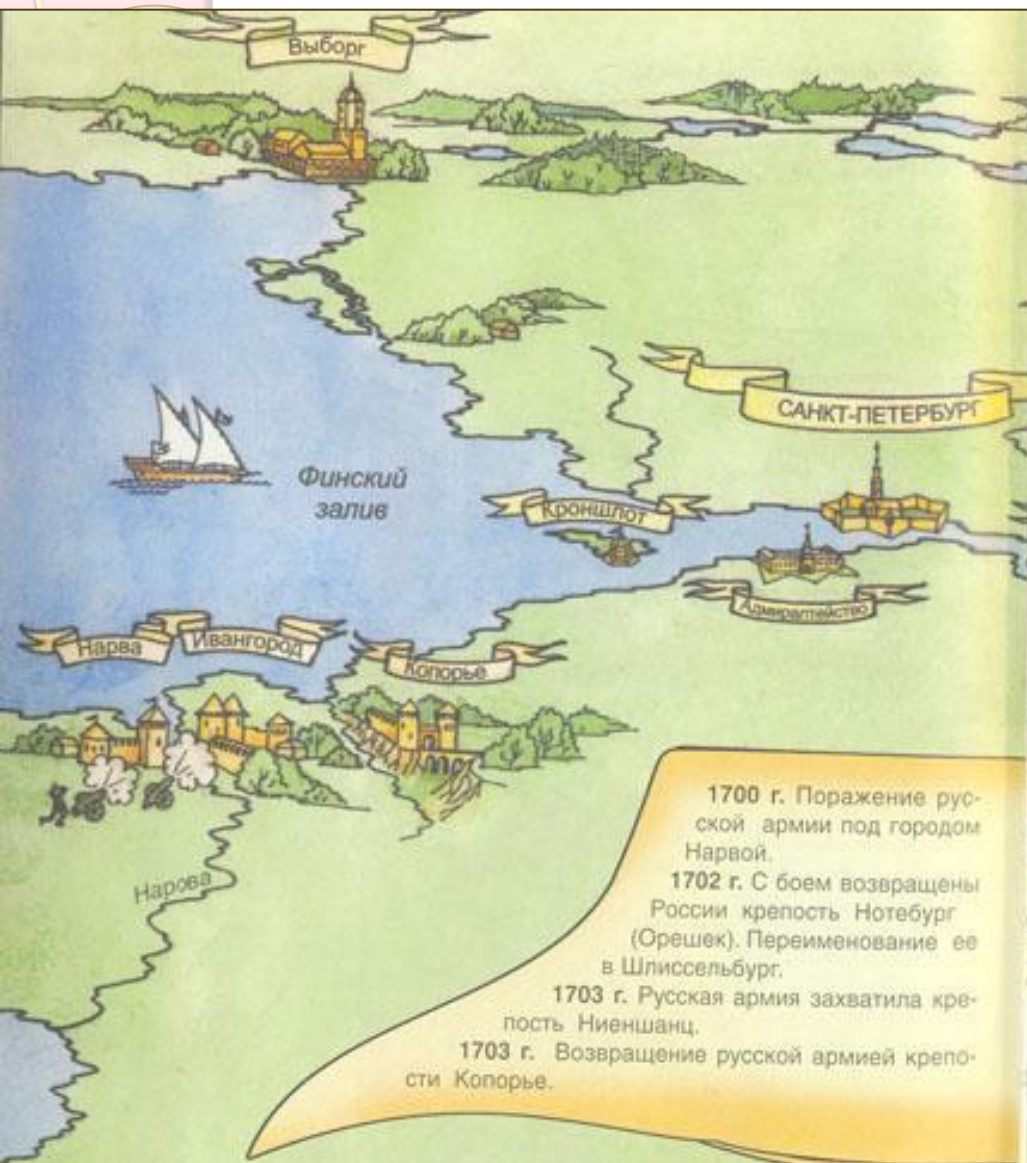 Выборг
САНКТ-ПЕТЕРБУРГ
Финский
залив
Кроншлот
Адмиралтейство
Нарва
Ивангород
Копорье
Нарова
1700 г. Поражение рус-
ской армии под городом
Нарвой.
1702 г. С боем возвращены
России крепость Нотебург
(Орешек). Переименование ее
в Шлиссельбург.
1703 г. Русская армия захватила кре-
пость Ниеншанц.
1703 г. Возвращение русской армией крепо-
сти Копорье.